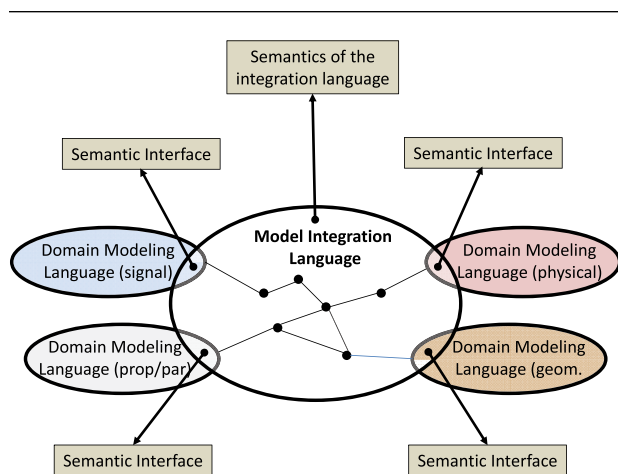 Semantics of the
integration language
Semantic Interface
Semantic Interface
Model Integration
Language
Domain Modeling
Language (signal)
Domain Modeling
Language (physical)
Domain Modeling
Language (prop/par)
Domain Modeling
Language (geom.
Semantic Interface
Semantic Interface